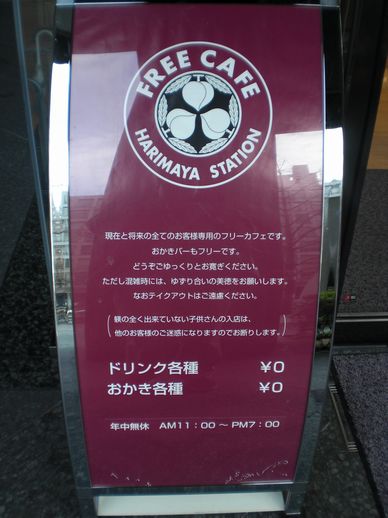 FREE CAFE
HARIMAYA STATION
現在と将来の全てのお客様専用のフリーカフェです。
おかきバーもフリーです。
どうぞごゆっくりとお寛ぎください。
ただし混雑時には、ゆずり合いの美徳をお願いします。
なおテイクアウトはご遠慮ください。
(躾の全く出来ていない子供さんの入店は、
他のお客様のご迷惑になりますのでお断りします。)
ドリンク各種 ¥0
おかき各種 ¥0
年中無休 AM11:00~PM7:00